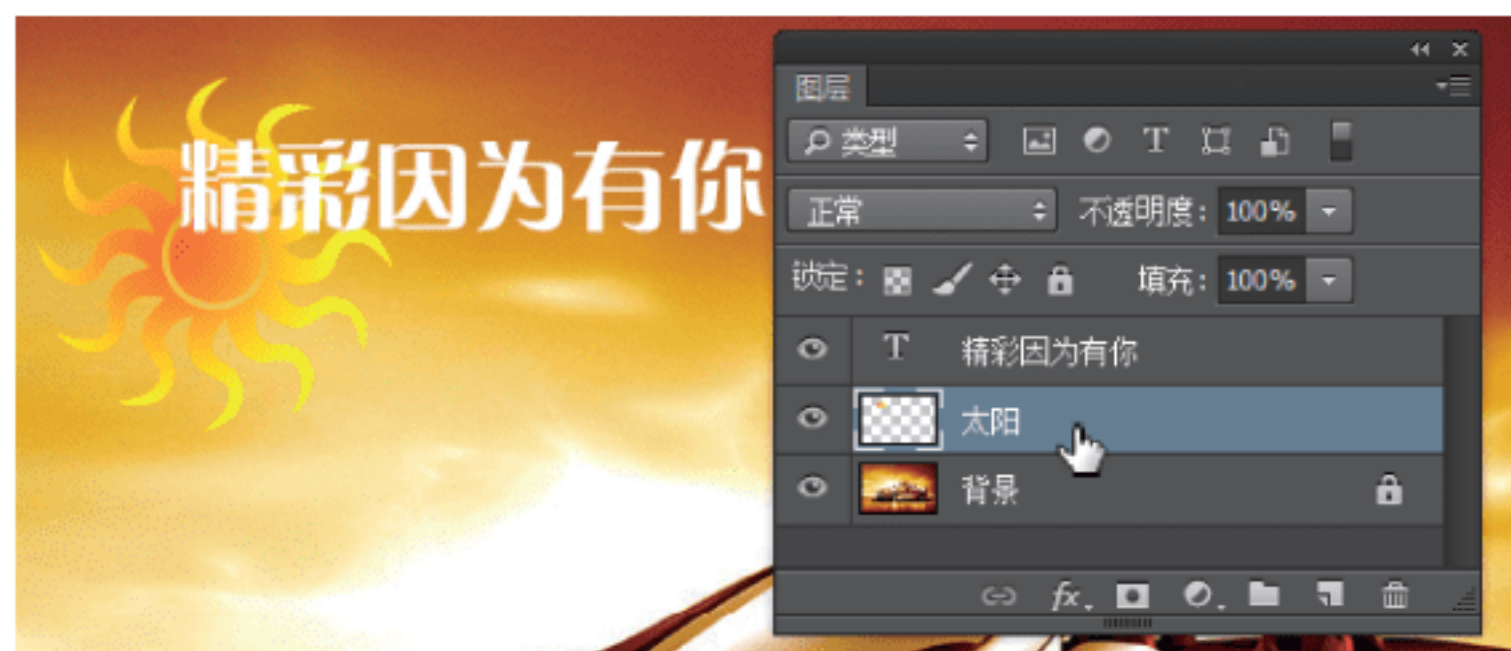 精彩因为有你
图层
类型
正常 不透明度: 100%
锁定: 填充: 100%
T 精彩因为有你
太阳
背景
fx.